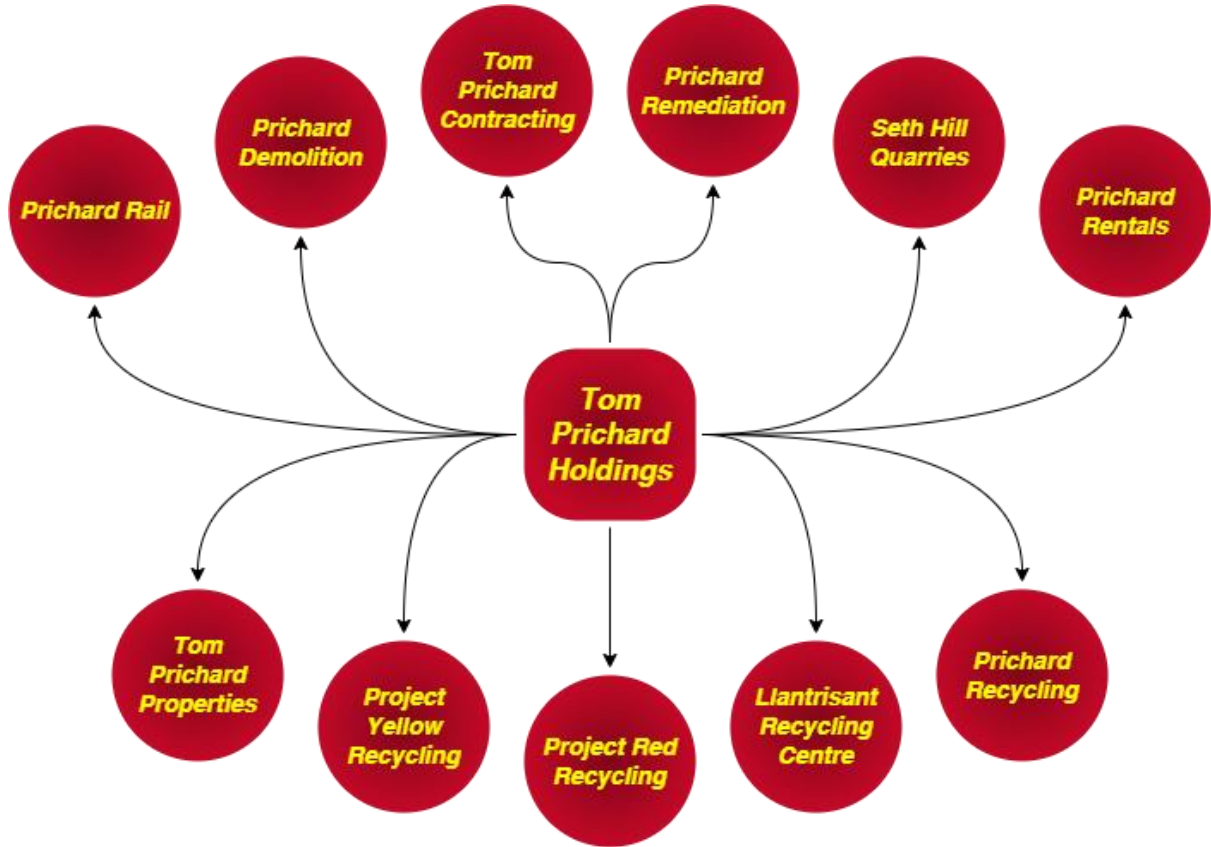 Tom
Prichard
Contracting
Prichard
Remediation
Prichard
Demolition
Seth Hill
Quarries
Prichard Rail
Prichard
Rentals
Tom
Prichard
Holdings
Tom
Prichard
Properties
Project
Yellow
Recycling
Project Red
Recycling
Llantrisant
Recycling
Centre
Prichard
Recycling